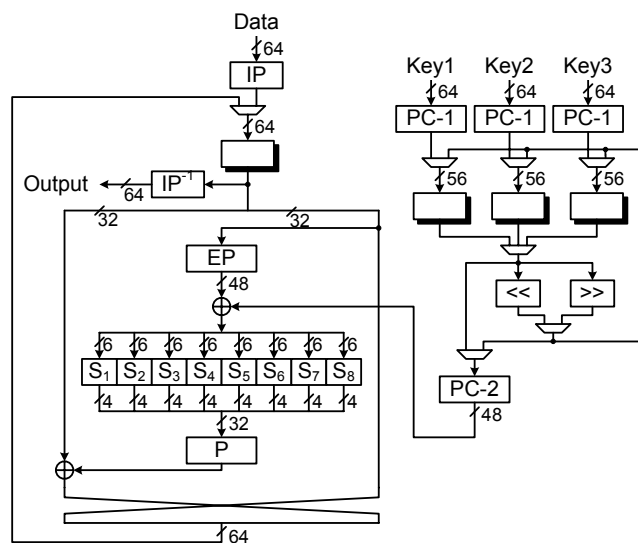 Data
64
IP
64
Output
64
IP⁻¹
32
32
EP
48
6 6 6 6 6 6 6 6
S₁ S₂ S₃ S₄ S₅ S₆ S₇ S₈
4 4 4 4 4 4 4 4
32
P
64
Key1 Key2 Key3
64 64 64
PC-1 PC-1 PC-1
56 56 56
<< >>
PC-2
48